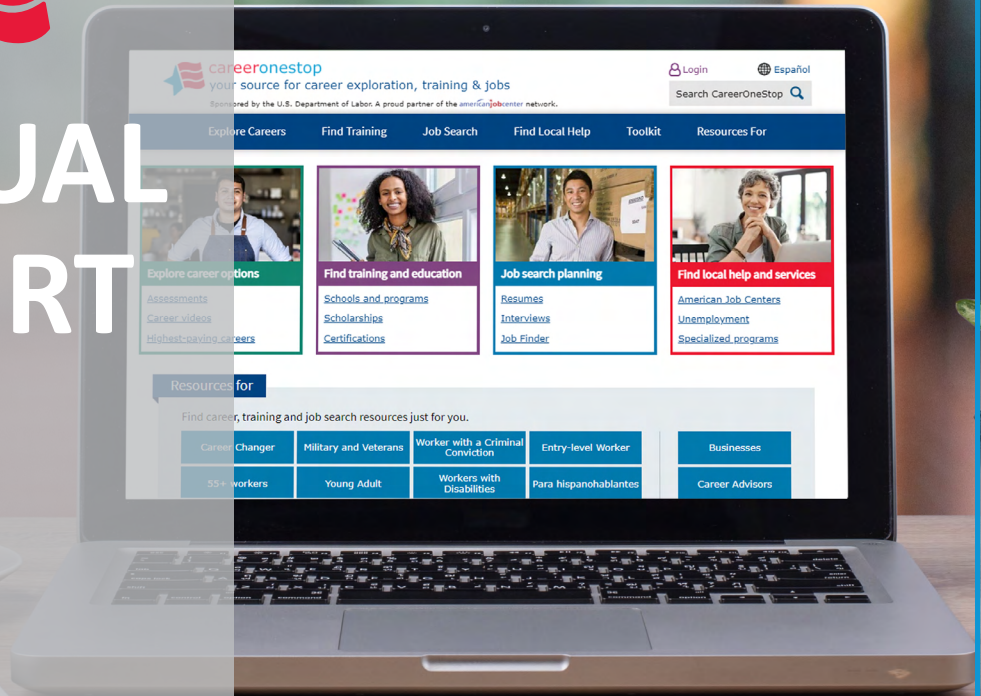 careeronestop
your source for career exploration, training & jobs
Sponsored by the U.S. Department of Labor. A proud partner of the americanjobcenter network.
Login
Español
Search CareerOneStop
UAL
RT
Explore Careers
Find Training
Job Search
Find Local Help
Toolkit
Resources For
Explore career options
Assessments
Career videos
Highest-paying careers
Find training and education
Schools and programs
Scholarships
Certifications
Job search planning
Resumes
Interviews
Job Finder
Find local help and services
American Job Centers
Unemployment
Specialized programs
Resources for
Find career, training and job search resources just for you.
Career Changer
Military and Veterans
Worker with a Criminal
Conviction
Entry-level Worker
Businesses
55+ workers
Young Adult
Workers with
Disabilities
Para hispanohablantes
Career Advisors